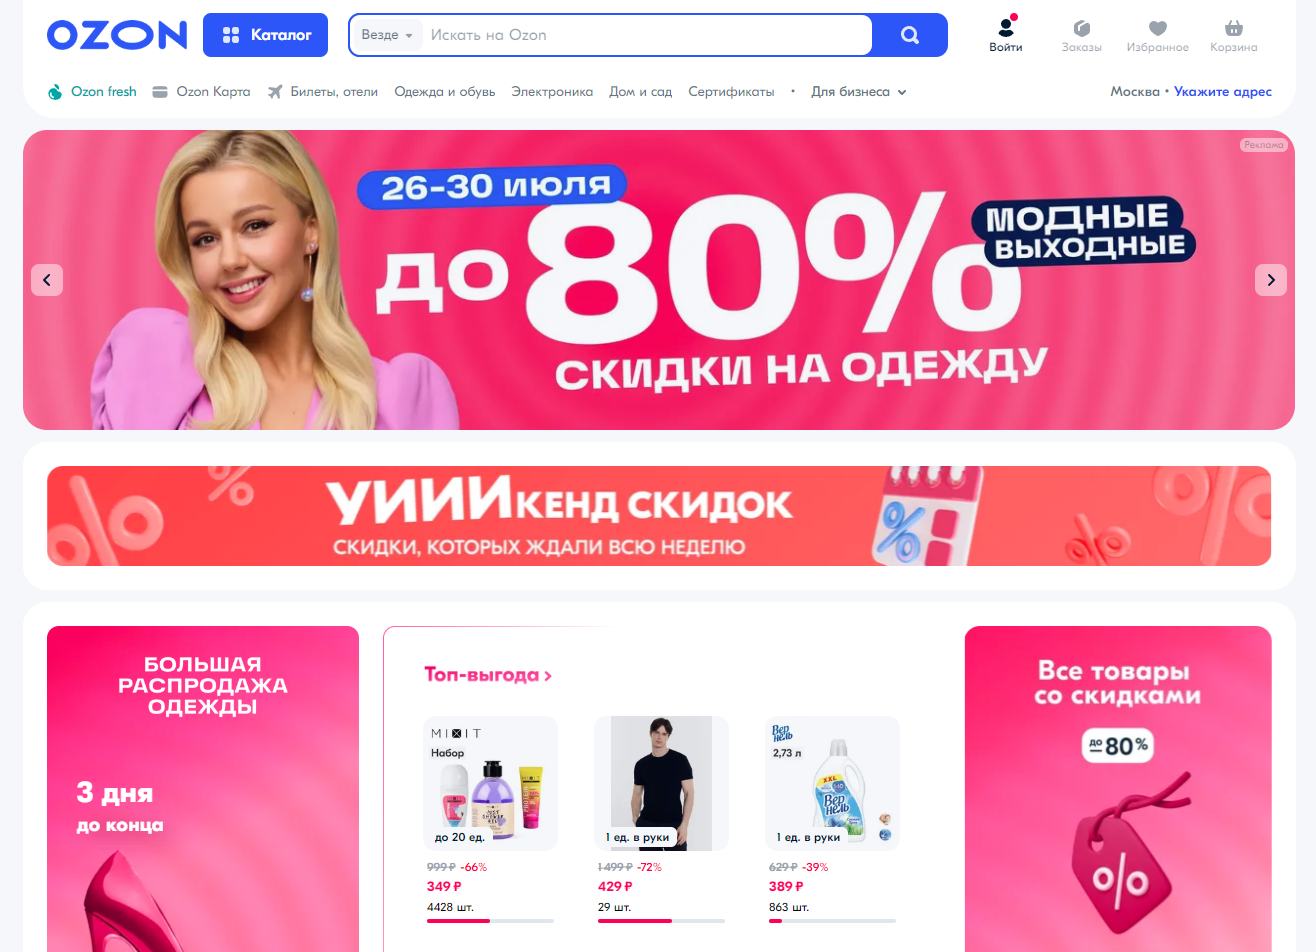 OZON
Каталог
Везде
Искать на Ozon
Войти
Заказы
Избранное
Корзина
Ozon fresh
Ozon Карта
Билеты, отели
Одежда и обувь
Электроника
Дом и сад
Сертификаты
•
Для бизнеса
Москва • Укажите адрес
Реклама
26-30 ИЮЛЯ
ДО 80%
МОДНЫЕ
ВЫХОДНЫЕ
СКИДКИ НА ОДЕЖДУ
УИИИКЕНД СКИДОК
СКИДКИ, КОТОРЫХ ЖДАЛИ ВСЮ НЕДЕЛЮ
БОЛЬШАЯ
РАСПРОДАЖА
ОДЕЖДЫ
3 дня
до конца
Топ-выгода
MIXIT
Набор
до 20 ед.
999 ₽ -66%
349 ₽
4428 шт.
1 ед. в руки
1 499 ₽ -72%
429 ₽
29 шт.
Вернель
2,73 л
XXL
Вернель
1 ед. в руки
629 ₽ -39%
389 ₽
863 шт.
Все товары
со скидками
до 80%
%